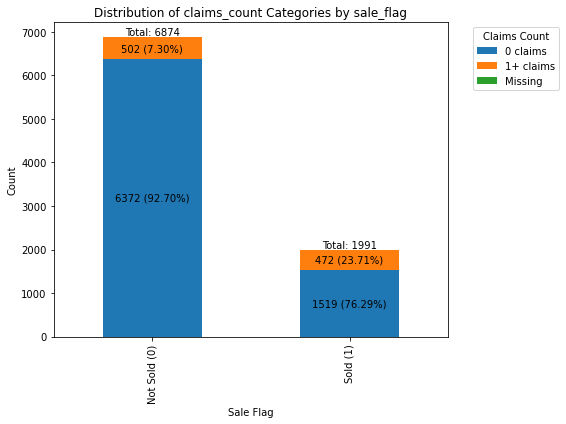 Distribution of claims_count Categories by sale_flag
Claims Count
0 claims
1+ claims
Missing
Count
7000
6000
5000
4000
3000
2000
1000
0
Total: 6874
502 (7.30%)
6372 (92.70%)
Total: 1991
472 (23.71%)
1519 (76.29%)
Not Sold (0)
Sold (1)
Sale Flag